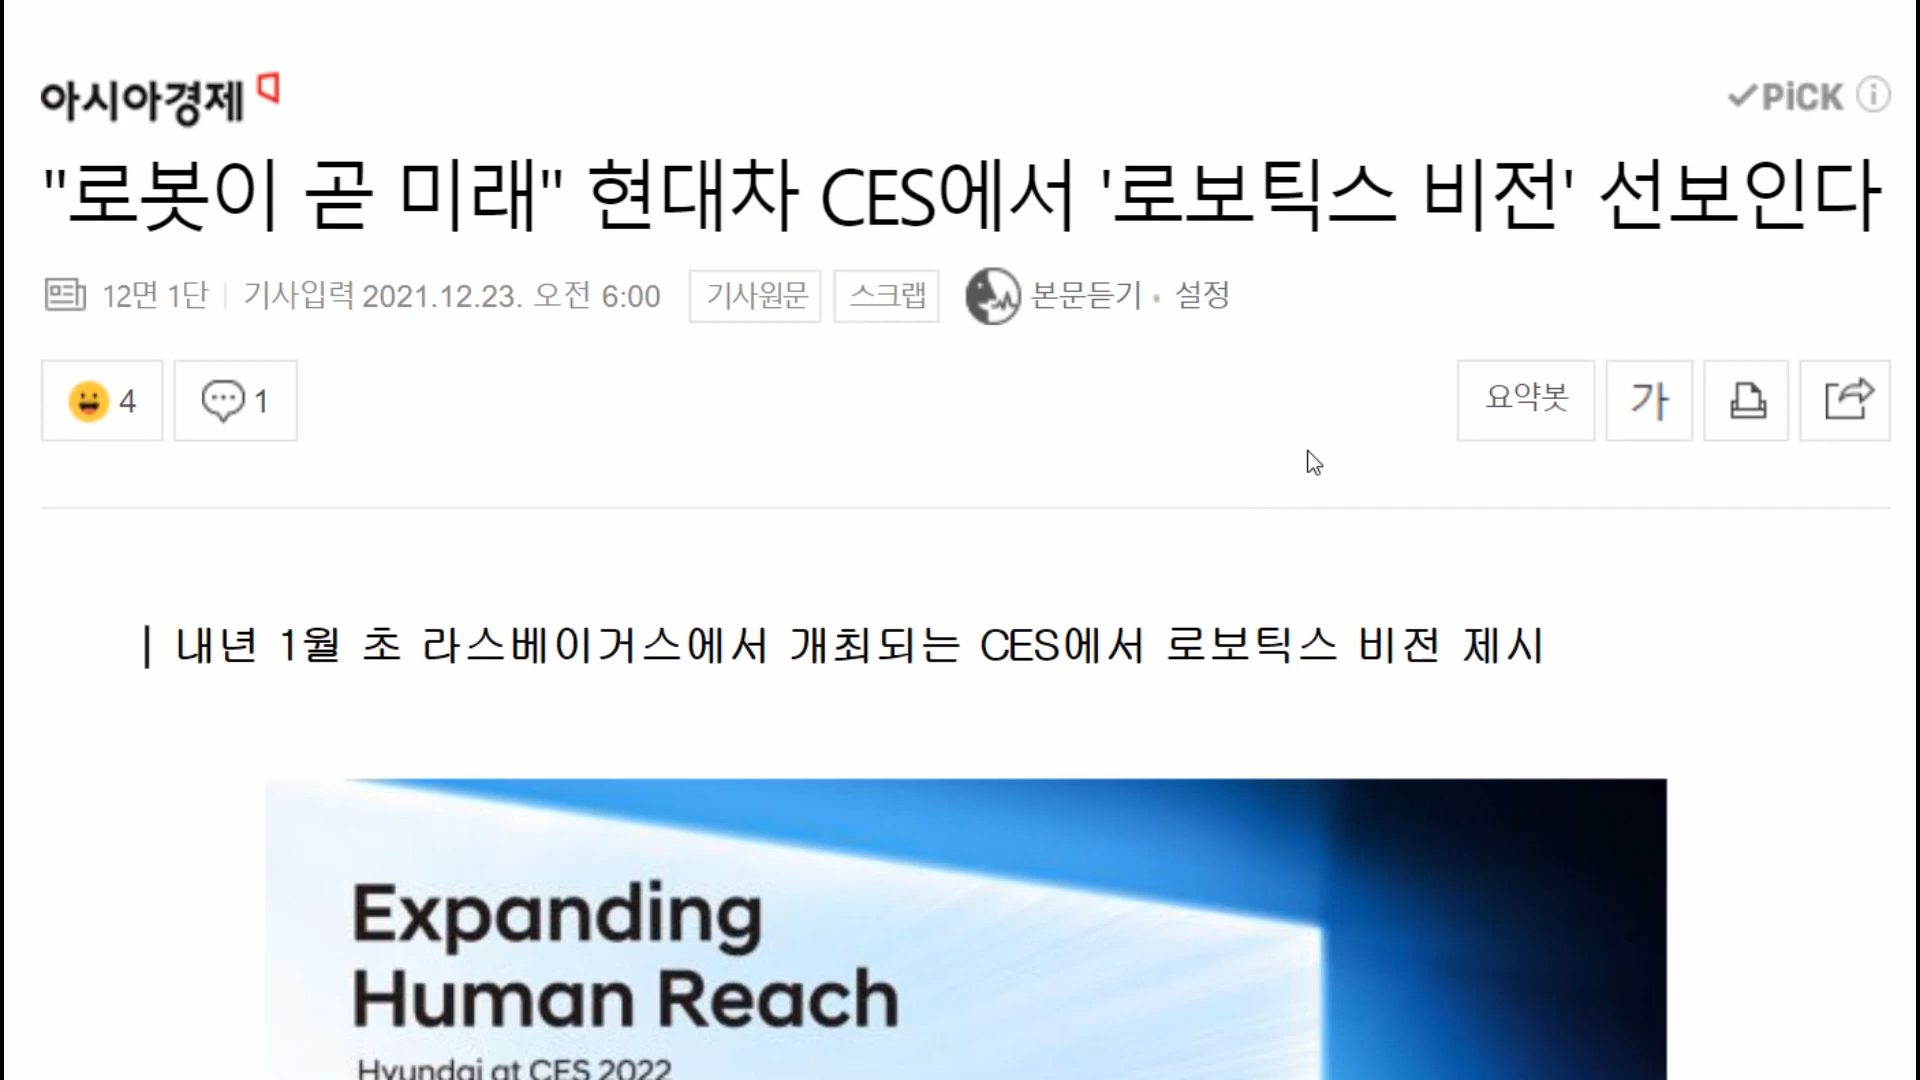 아시아경제
PiCK
"로봇이 곧 미래" 현대차 CES에서 '로보틱스 비전' 선보인다
12면 1단 기사입력 2021.12.23. 오전 6:00 기사원문 스크랩 본문듣기 · 설정
4 1 요약봇 가
내년 1월 초 라스베이거스에서 개최되는 CES에서 로보틱스 비전 제시
Expanding
Human Reach
Hyundai at CES 2022